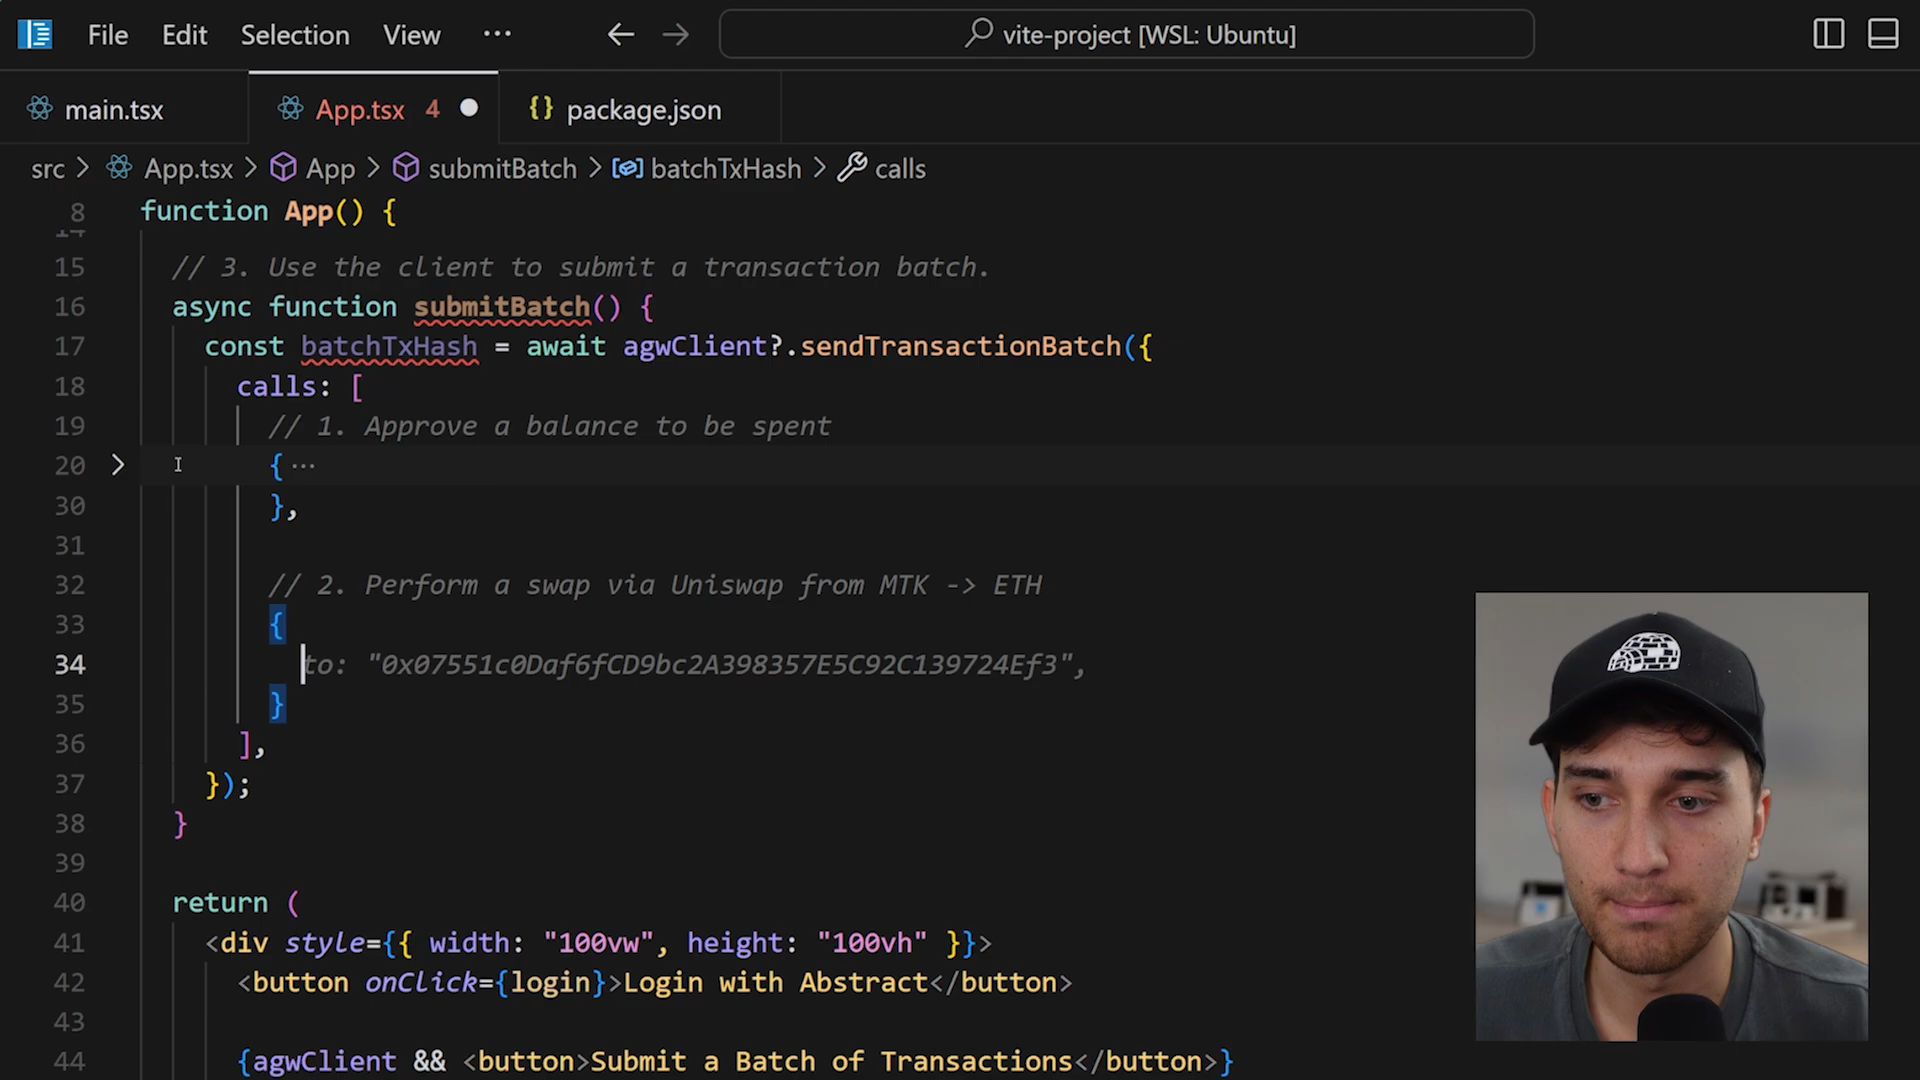 File Edit Selection View ··· vite-project [WSL: Ubuntu]
main.tsx App.tsx 4 {} package.json
src > App.tsx > App > submitBatch > batchTxHash > calls
8 function App() {
14
15 // 3. Use the client to submit a transaction batch.
16 async function submitBatch() {
17 const batchTxHash = await agwClient?.sendTransactionBatch({
18 calls: [
19 // 1. Approve a balance to be spent
20 { ···
30 },
31
32 // 2. Perform a swap via Uniswap from MTK -> ETH
33 {
34 to: "0x07551c0Daf6fCD9bc2A398357E5C92C139724Ef3",
35 }
36 ],
37 });
38 }
39
40 return (
41 <div style={{ width: "100vw", height: "100vh" }}>
42 <button onClick={login}>Login with Abstract</button>
43
44 {agwClient && <button>Submit a Batch of Transactions</button>}